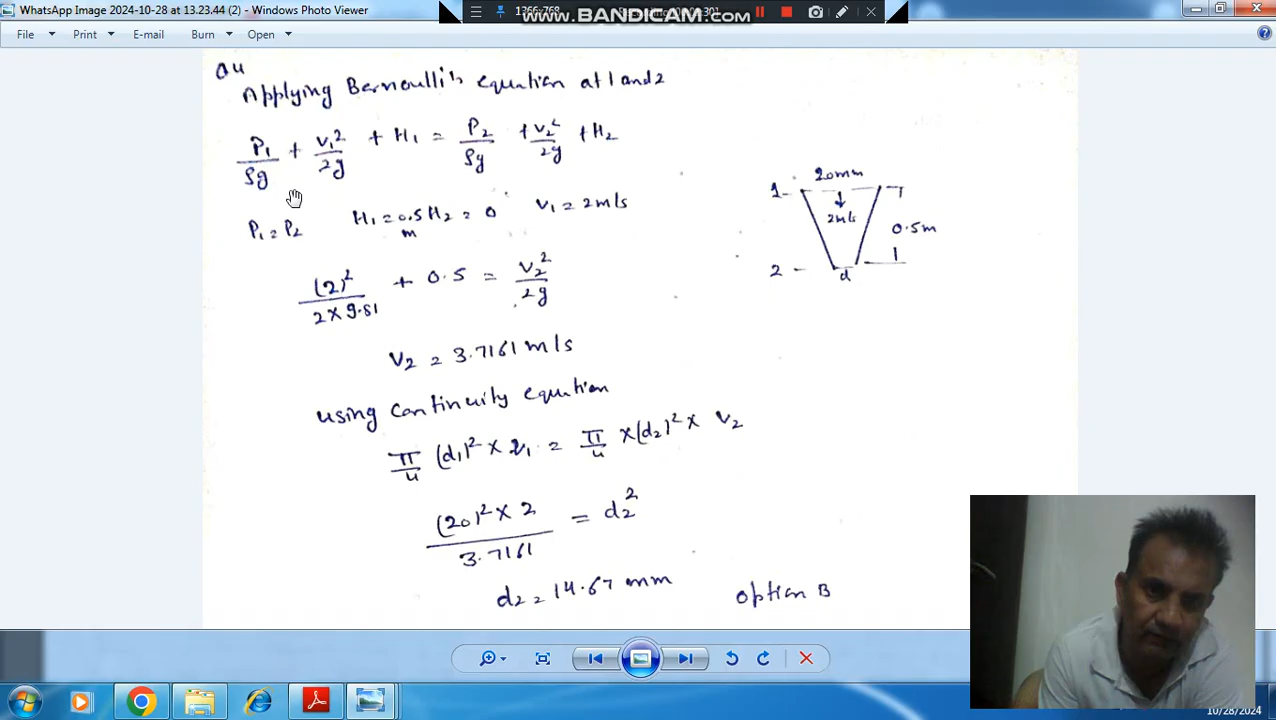 WhatsApp Image 2024-10-28 at 13.23.44 (2) - Windows Photo Viewer
1366x768
www.BANDICAM.com
File Print E-mail Burn Open
Q4
Applying Bernoulli's equation at 1 and 2
P1/ρg + v1²/2g + H1 = P2/ρg + v2²/2g + H2
P1 = P2 H1 = 0.5 m H2 = 0 v1 = 2 m/s
(2)²/2×9.81 + 0.5 = v2²/2g
v2 = 3.7161 m/s
using continuity equtien
π/4 (d1)² × v1 = π/4 × (d2)² × v2
(20)² × 2/3.7161 = d2²
d2 = 14.67 mm
option B
20mm
1
2m/s
0.5m
2
d
10/28/2024